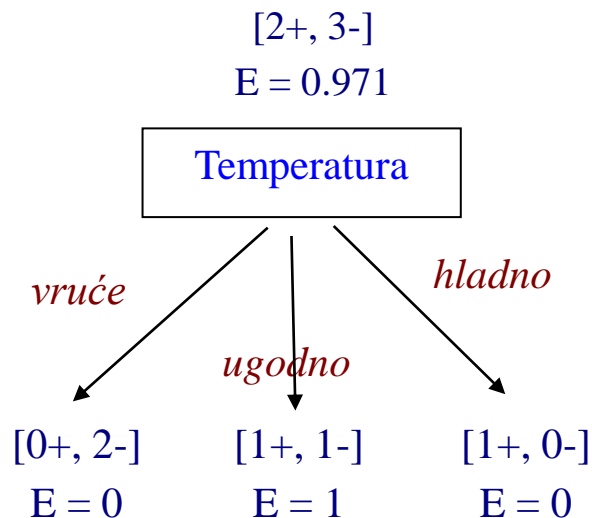 [2+, 3-]
E = 0.971
Temperatura
vruće
hladno
ugodno
[0+, 2-] [1+, 1-] [1+, 0-]
E = 0 E = 1 E = 0